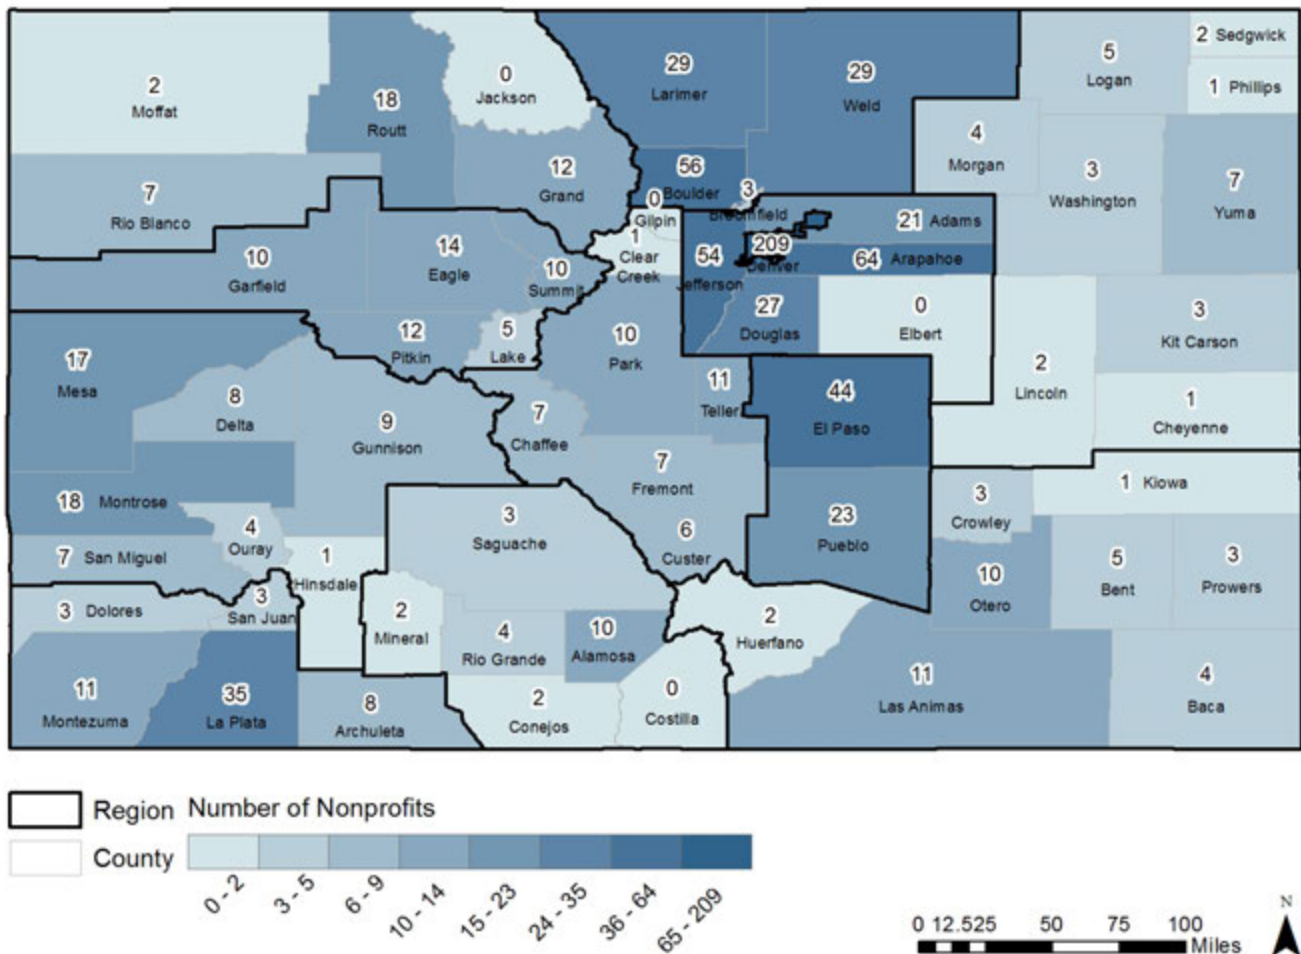 2
Moffat
18
Routt
0
Jackson
29
Larimer
29
Weld
5
Logan
2 Sedgwick
1 Phillips
7
Rio Blanco
12
Grand
56
Boulder
0
Gilpin
3
Broomfield
4
Morgan
3
Washington
7
Yuma
10
Garfield
14
Eagle
10
Summit
1
Clear
Creek
54
Jefferson
209
Denver
21 Adams
64 Arapahoe
27
Douglas
0
Elbert
3
Kit Carson
17
Mesa
12
Pitkin
5
Lake
10
Park
11
Teller
44
El Paso
2
Lincoln
1
Cheyenne
8
Delta
9
Gunnison
7
Chaffee
7
Fremont
18 Montrose
4
Ouray
3
Saguache
6
Custer
23
Pueblo
3
Crowley
1 Kiowa
7 San Miguel
1
Hinsdale
10
Otero
5
Bent
3
Prowers
3 Dolores
3
San Juan
2
Mineral
4
Rio Grande
10
Alamosa
2
Huerfano
11
Montezuma
35
La Plata
8
Archuleta
2
Conejos
0
Costilla
11
Las Animas
4
Baca
Region
County
Number of Nonprofits
0 - 2
3 - 5
6 - 9
10 - 14
15 - 23
24 - 35
36 - 64
65 - 209
N
0 12.525 50 75 100
Miles